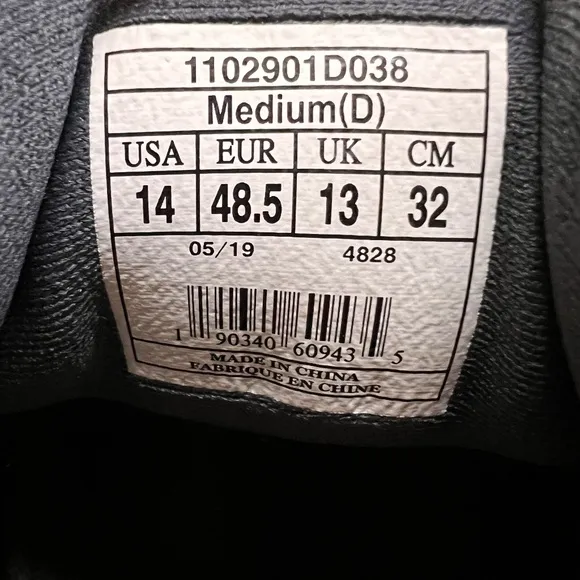 1102901D038
Medium(D)
USA EUR UK CM
14 48.5 13 32
05/19 4828
1 90340 60943 5
MADE IN CHINA
FABRIQUE EN CHINE